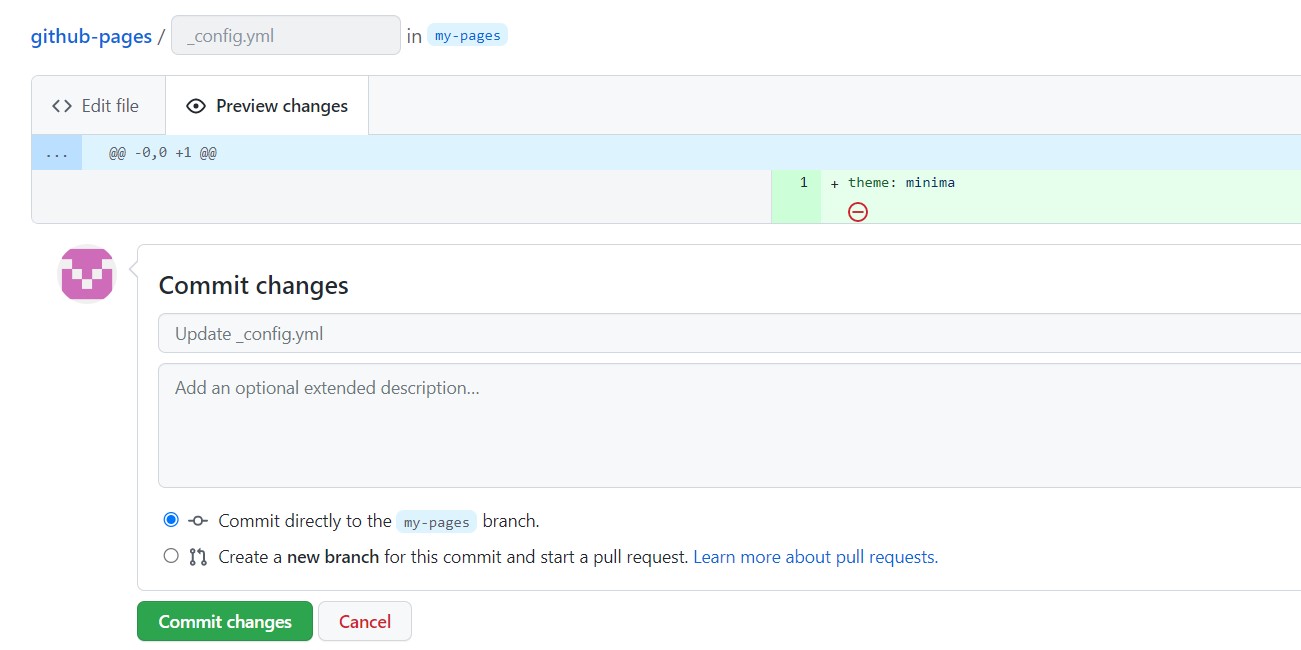 github-pages / _config.yml in my-pages
Edit file Preview changes
... @@ -0,0 +1 @@
1 + theme: minima
Commit changes
Update _config.yml
Add an optional extended description...
Commit directly to the my-pages branch.
Create a new branch for this commit and start a pull request. Learn more about pull requests.
Commit changes Cancel